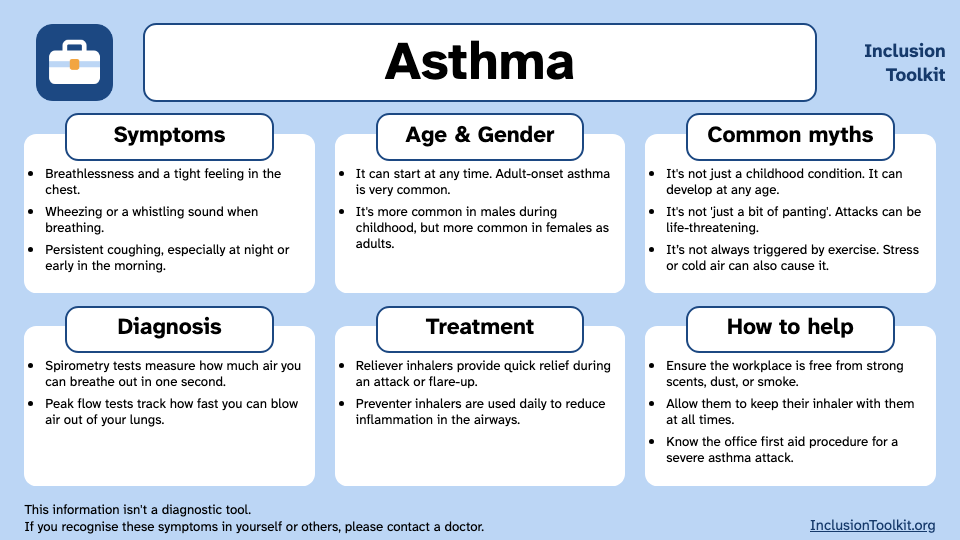 Asthma
Inclusion
Toolkit
Symptoms
• Breathlessness and a tight feeling in the
chest.
• Wheezing or a whistling sound when
breathing.
• Persistent coughing, especially at night or
early in the morning.
Age & Gender
• It can start at any time. Adult-onset asthma
is very common.
• It's more common in males during
childhood, but more common in females as
adults.
Common myths
• It's not just a childhood condition. It can
develop at any age.
• It's not 'just a bit of panting'. Attacks can be
life-threatening.
• It’s not always triggered by exercise. Stress
or cold air can also cause it.
Diagnosis
• Spirometry tests measure how much air you
can breathe out in one second.
• Peak flow tests track how fast you can blow
air out of your lungs.
Treatment
• Reliever inhalers provide quick relief during
an attack or flare-up.
• Preventer inhalers are used daily to reduce
inflammation in the airways.
How to help
• Ensure the workplace is free from strong
scents, dust, or smoke.
• Allow them to keep their inhaler with them
at all times.
• Know the office first aid procedure for a
severe asthma attack.
This information isn't a diagnostic tool.
If you recognise these symptoms in yourself or others, please contact a doctor.
InclusionToolkit.org